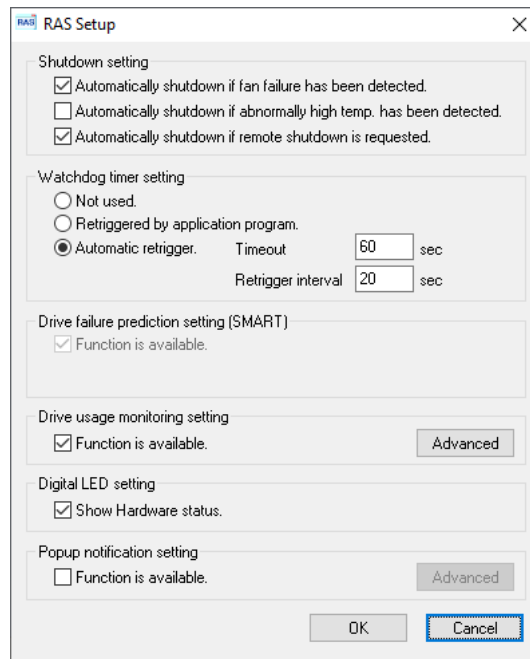 RAS RAS Setup
Shutdown setting
Automatically shutdown if fan failure has been detected.
Automatically shutdown if abnormally high temp. has been detected.
Automatically shutdown if remote shutdown is requested.
Watchdog timer setting
Not used.
Retriggered by application program.
Automatic retrigger. Timeout 60 sec
Retrigger interval 20 sec
Drive failure prediction setting (SMART)
Function is available.
Drive usage monitoring setting
Function is available. Advanced
Digital LED setting
Show Hardware status.
Popup notification setting
Function is available. Advanced
OK Cancel